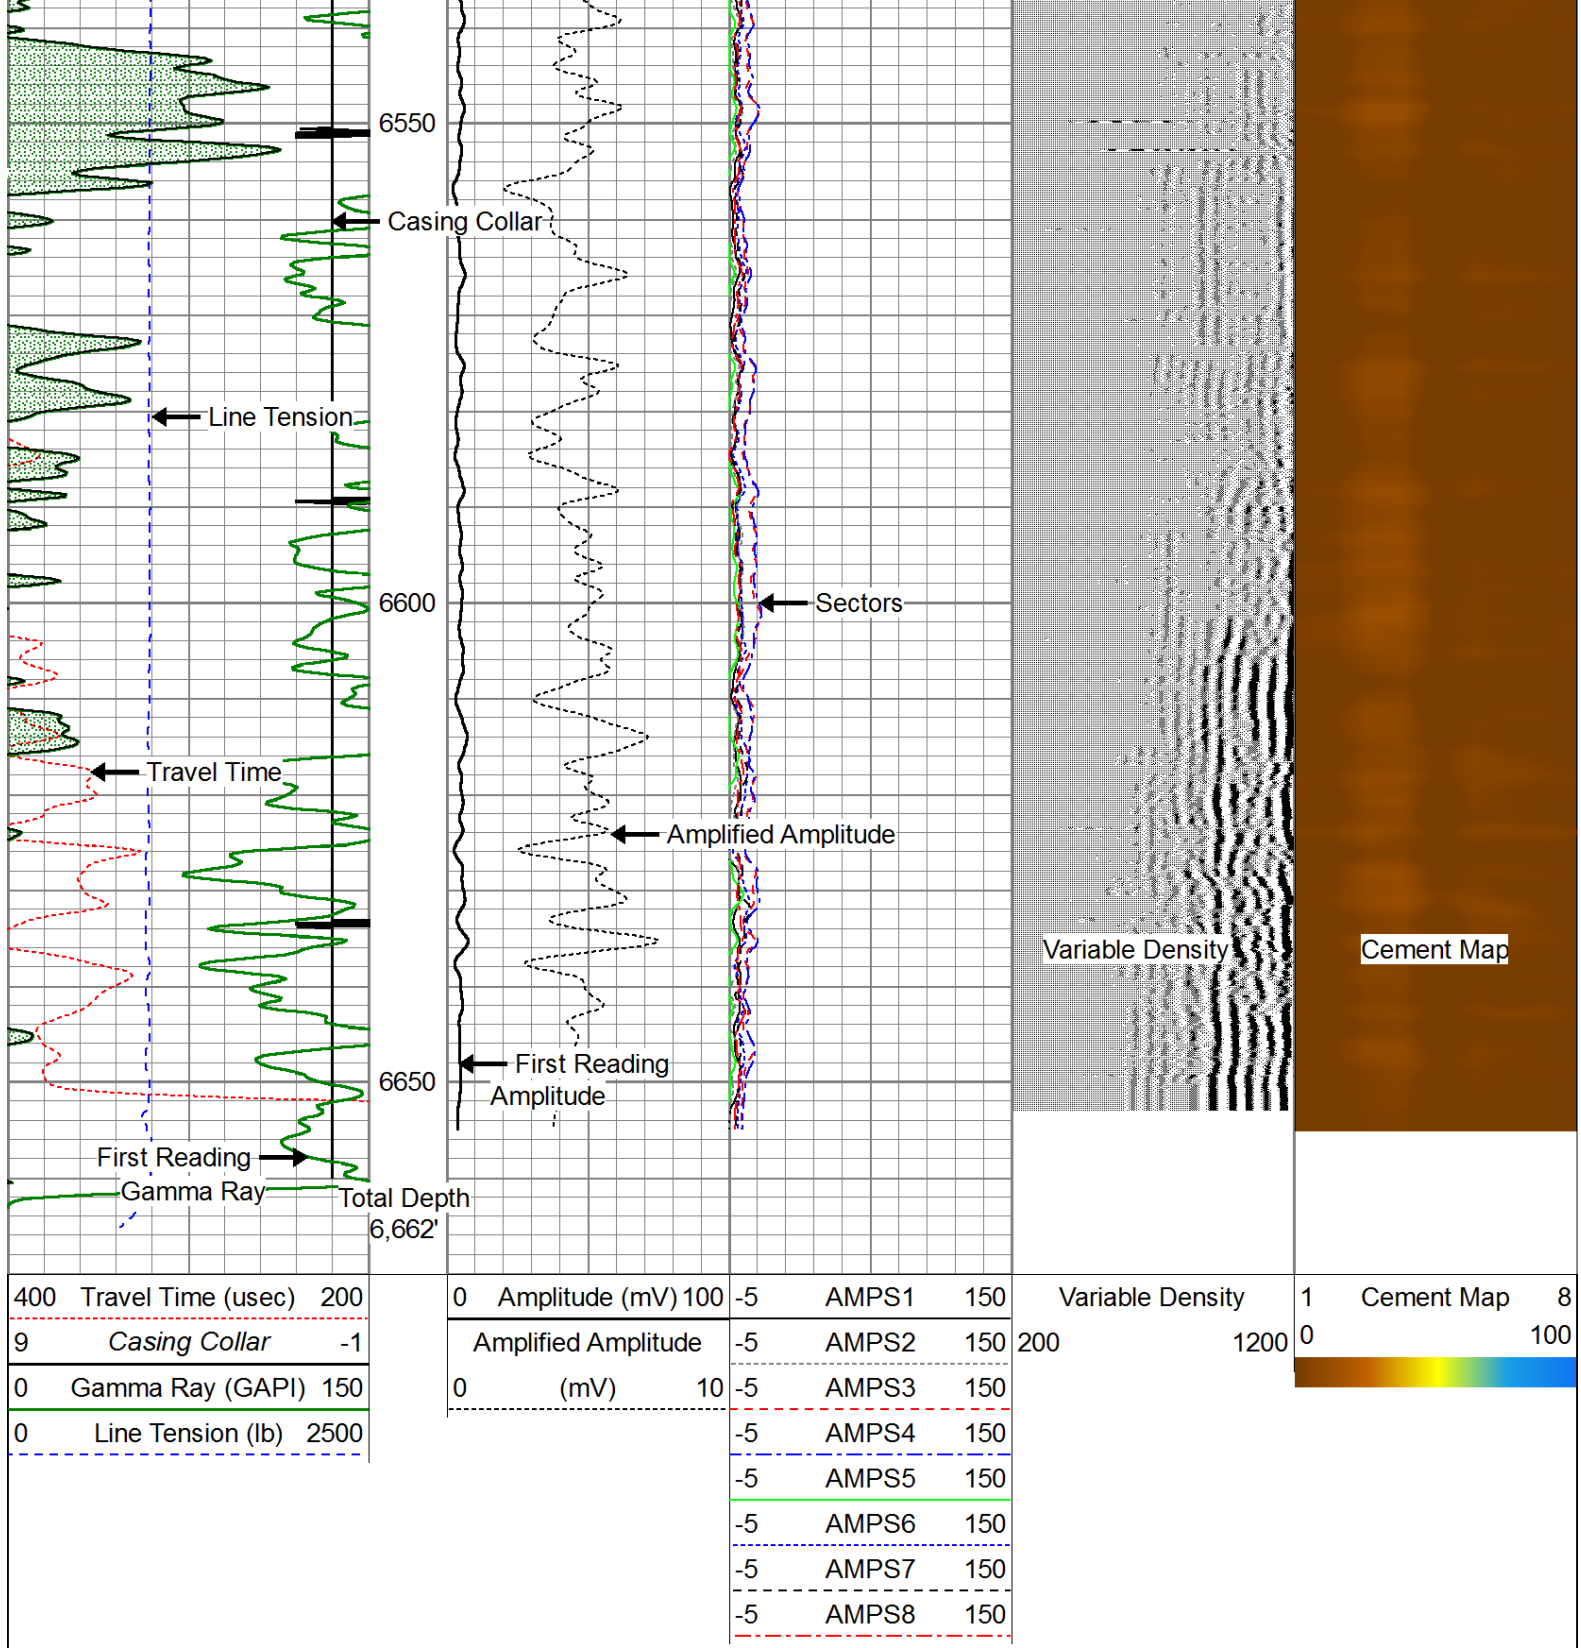 6550
Casing Collar
Line Tension
6600
Sectors
Travel Time
Amplified Amplitude
Variable Density
Cement Map
First Reading
Amplitude
6650
First Reading
Gamma Ray
Total Depth
6,662'
400 Travel Time (usec) 200
9 Casing Collar -1
0 Gamma Ray (GAPI) 150
0 Line Tension (lb) 2500
0 Amplitude (mV) 100
Amplified Amplitude
0 (mV) 10
-5 AMPS1 150
-5 AMPS2 150
-5 AMPS3 150
-5 AMPS4 150
-5 AMPS5 150
-5 AMPS6 150
-5 AMPS7 150
-5 AMPS8 150
Variable Density
200 1200
1 Cement Map 8
0 100